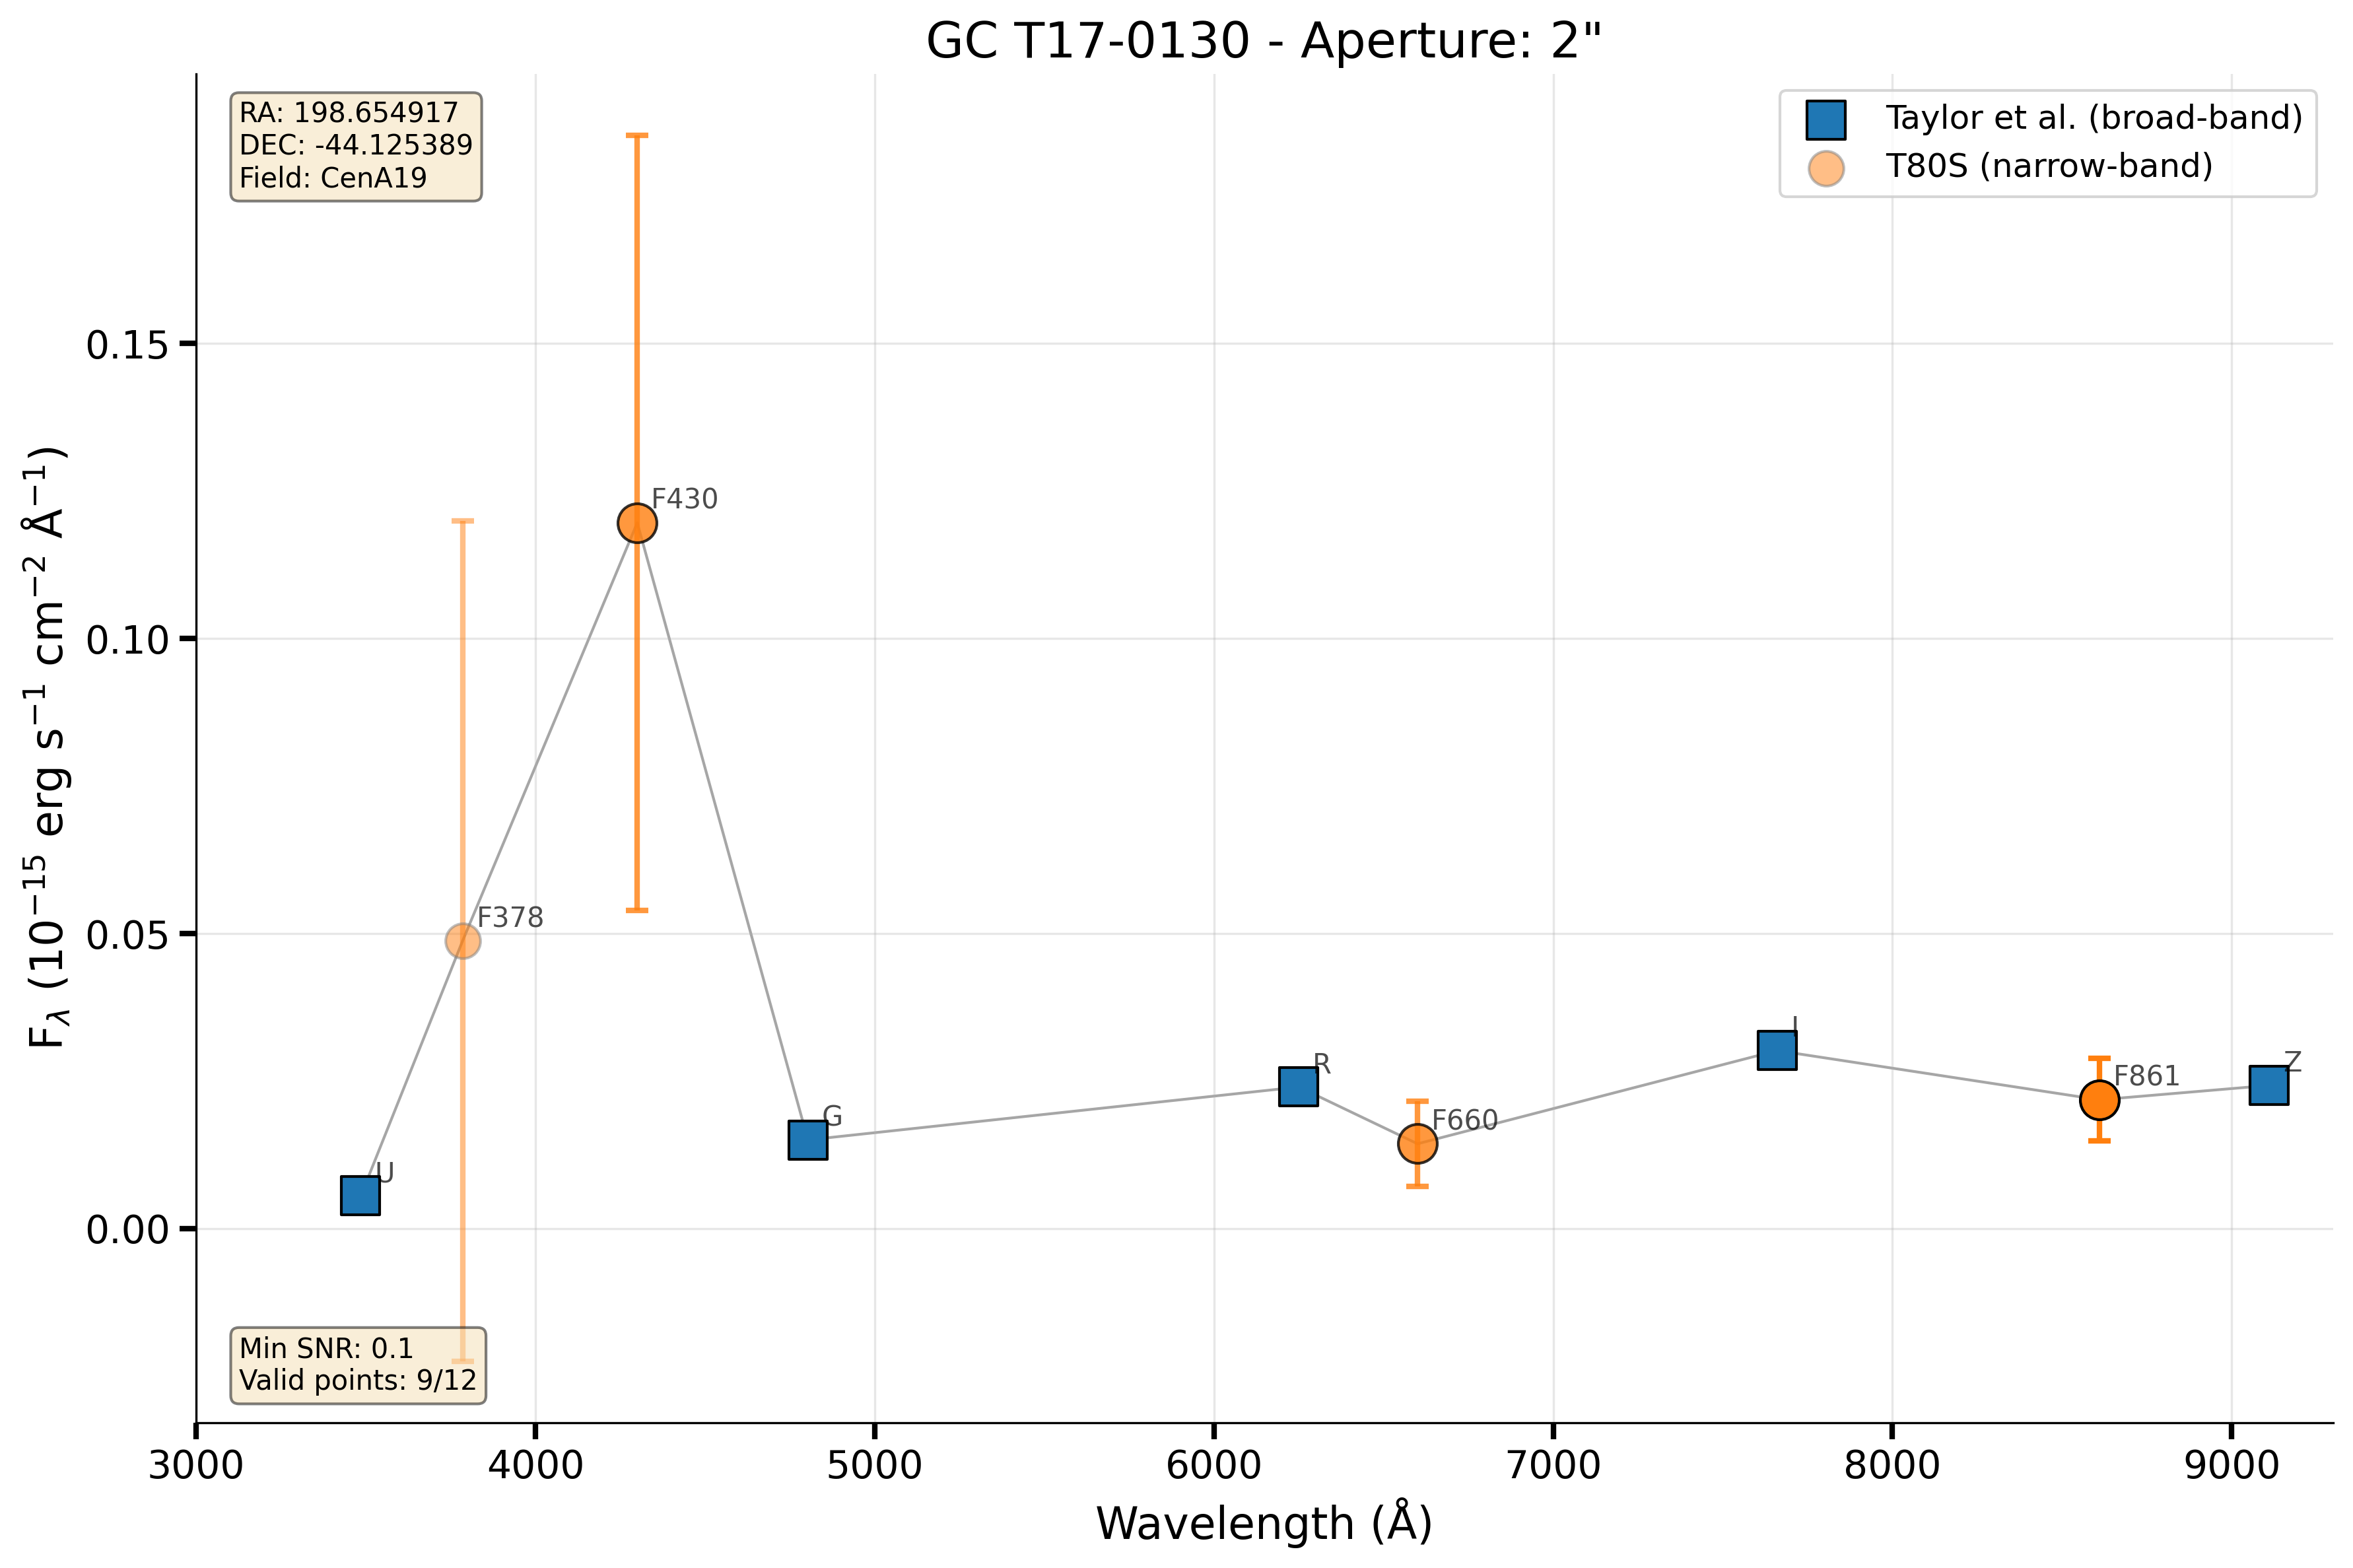 GC T17-0130 - Aperture: 2"
RA: 198.654917
DEC: -44.125389
Field: CenA19
Taylor et al. (broad-band)
T80S (narrow-band)
F_λ (10⁻¹⁵ erg s⁻¹ cm⁻² Å⁻¹)
0.15
0.10
0.05
0.00
U
F378
F430
G
R
F660
I
F861
Z
Min SNR: 0.1
Valid points: 9/12
3000 4000 5000 6000 7000 8000 9000
Wavelength (Å)